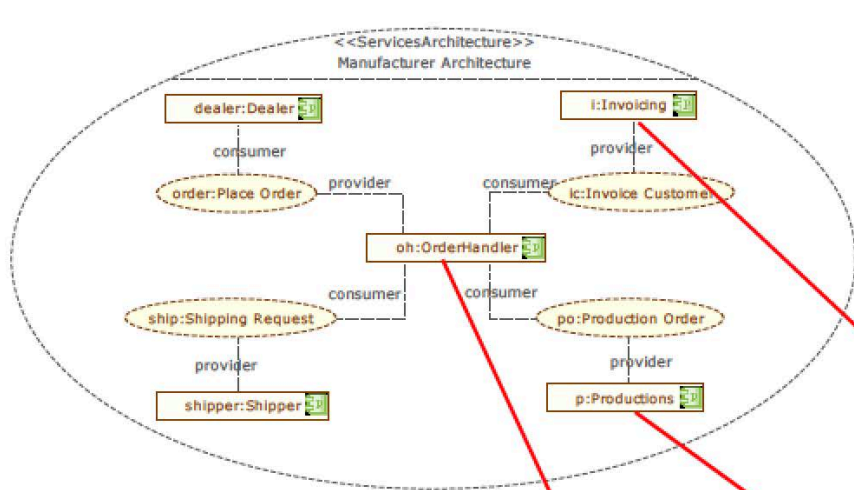 <<ServicesArchitecture>>
Manufacturer Architecture
dealer:Dealer
i:Invoicing
consumer
provider
order:Place Order
provider
consumer
ic:Invoice Customer
oh:OrderHandler
consumer
consumer
ship:Shipping Request
po:Production Order
provider
provider
shipper:Shipper
p:Productions